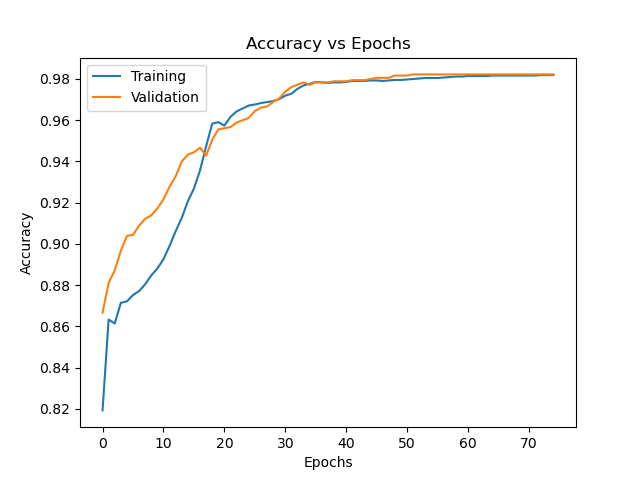 Accuracy vs Epochs
Training
Validation
0.98
0.96
0.94
0.92
0.90
0.88
0.86
0.84
0.82
Accuracy
0 10 20 30 40 50 60 70
Epochs